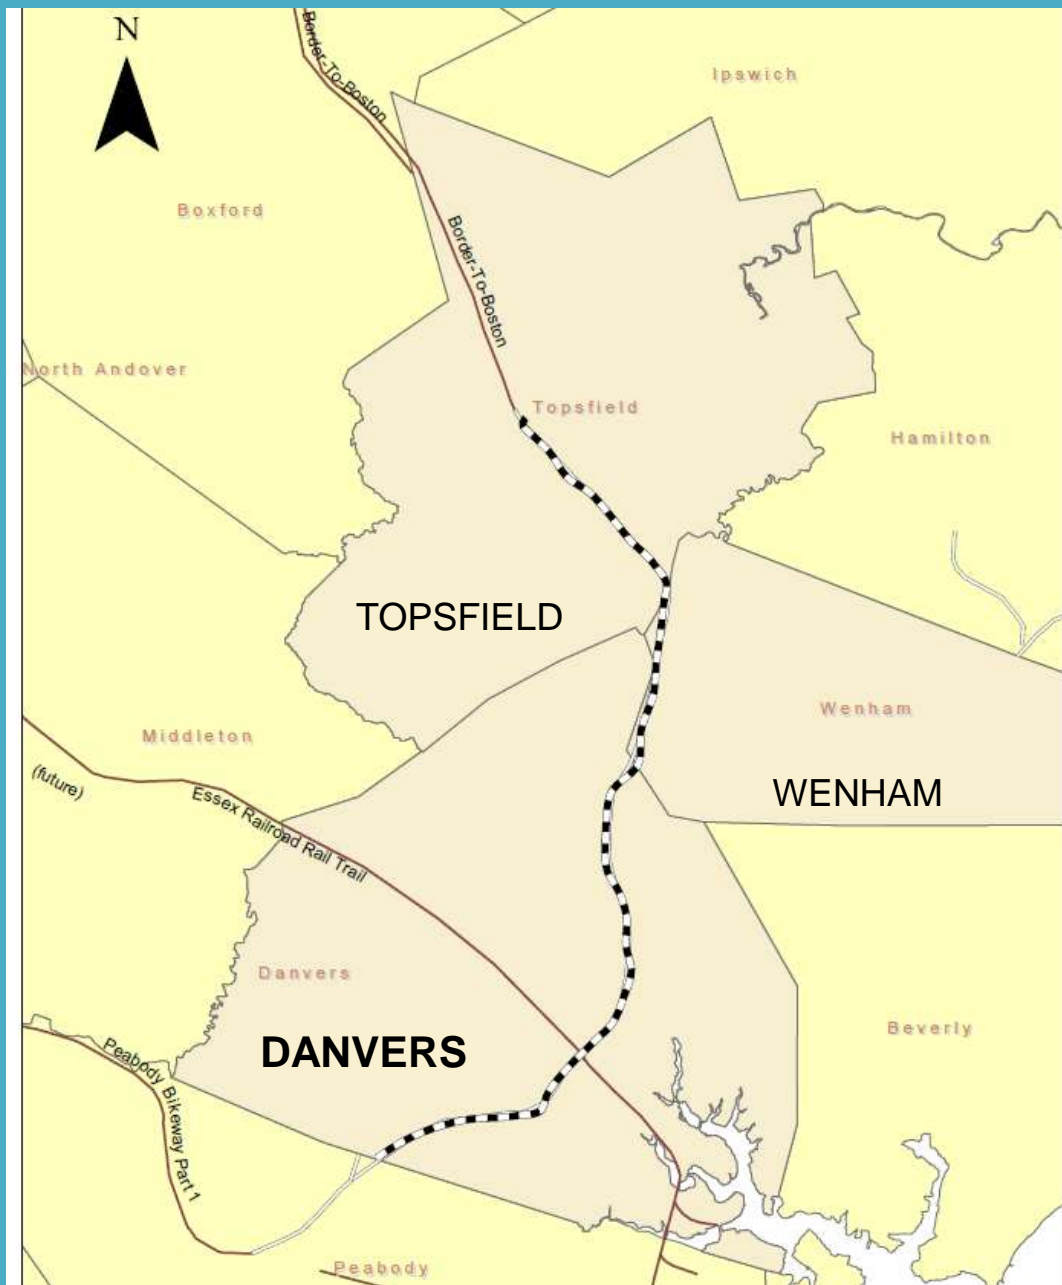 N
Border-To-Boston
Ipswich
Boxford
Border-To-Boston
North Andover
Topsfield
Hamilton
TOPSFIELD
Wenham
Middleton
(future)
WENHAM
Essex Railroad Rail Trail
Danvers
Beverly
DANVERS
Peabody Bikeway Part 1
Peabody